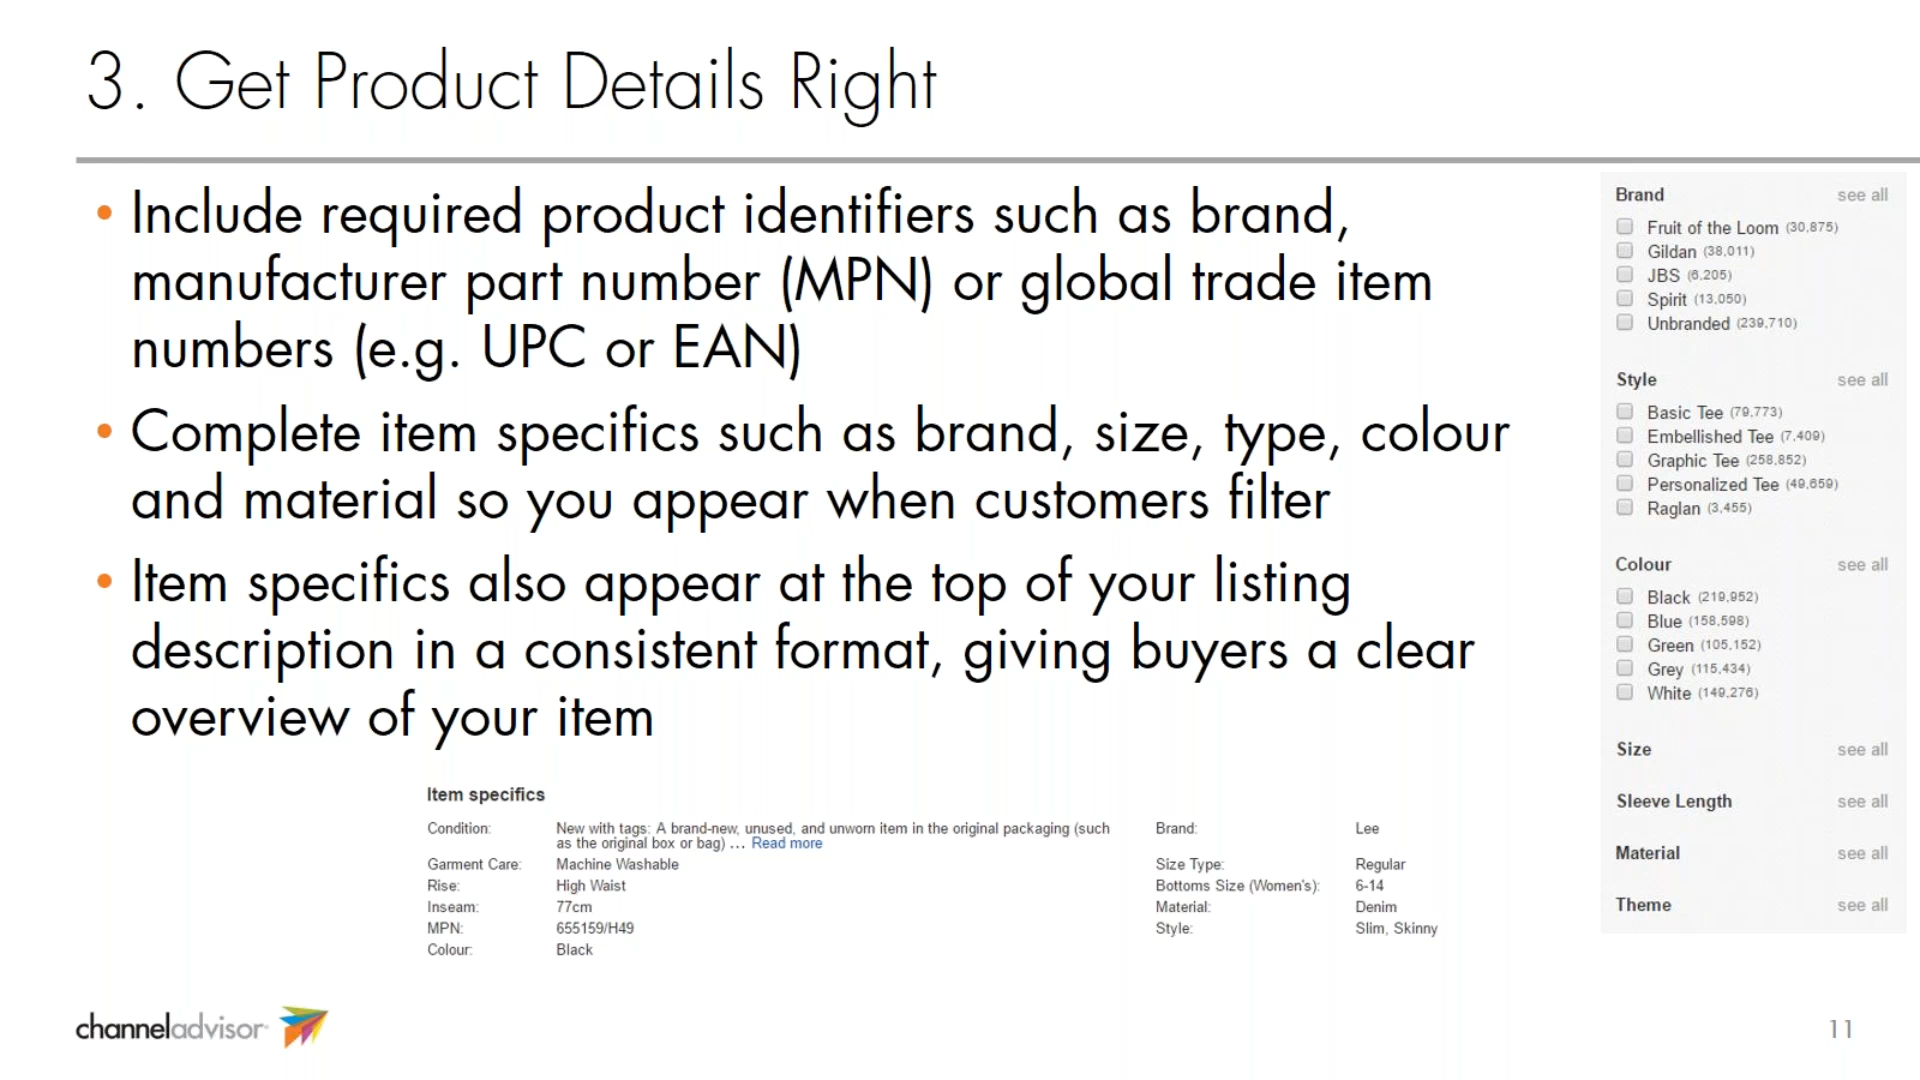 3. Get Product Details Right
• Include required product identifiers such as brand,
manufacturer part number (MPN) or global trade item
numbers (e.g. UPC or EAN)
• Complete item specifics such as brand, size, type, colour
and material so you appear when customers filter
• Item specifics also appear at the top of your listing
description in a consistent format, giving buyers a clear
overview of your item
Brand see all
Fruit of the Loom (30,875)
Gildan (38,011)
JBS (6,205)
Spirit (13,050)
Unbranded (239,710)
Style see all
Basic Tee (79,773)
Embellished Tee (7,409)
Graphic Tee (258,852)
Personalized Tee (49,659)
Raglan (3,455)
Colour see all
Black (219,952)
Blue (158,598)
Green (105,152)
Grey (115,434)
White (149,276)
Size see all
Sleeve Length see all
Material see all
Theme see all
Item specifics
Condition: New with tags: A brand-new, unused, and unworn item in the original packaging (such
as the original box or bag) ... Read more
Brand: Lee
Garment Care: Machine Washable Size Type: Regular
Rise: High Waist Bottoms Size (Women's): 6-14
Inseam: 77cm Material: Denim
MPN: 655159/H49 Style: Slim, Skinny
Colour: Black
channeladvisor
11